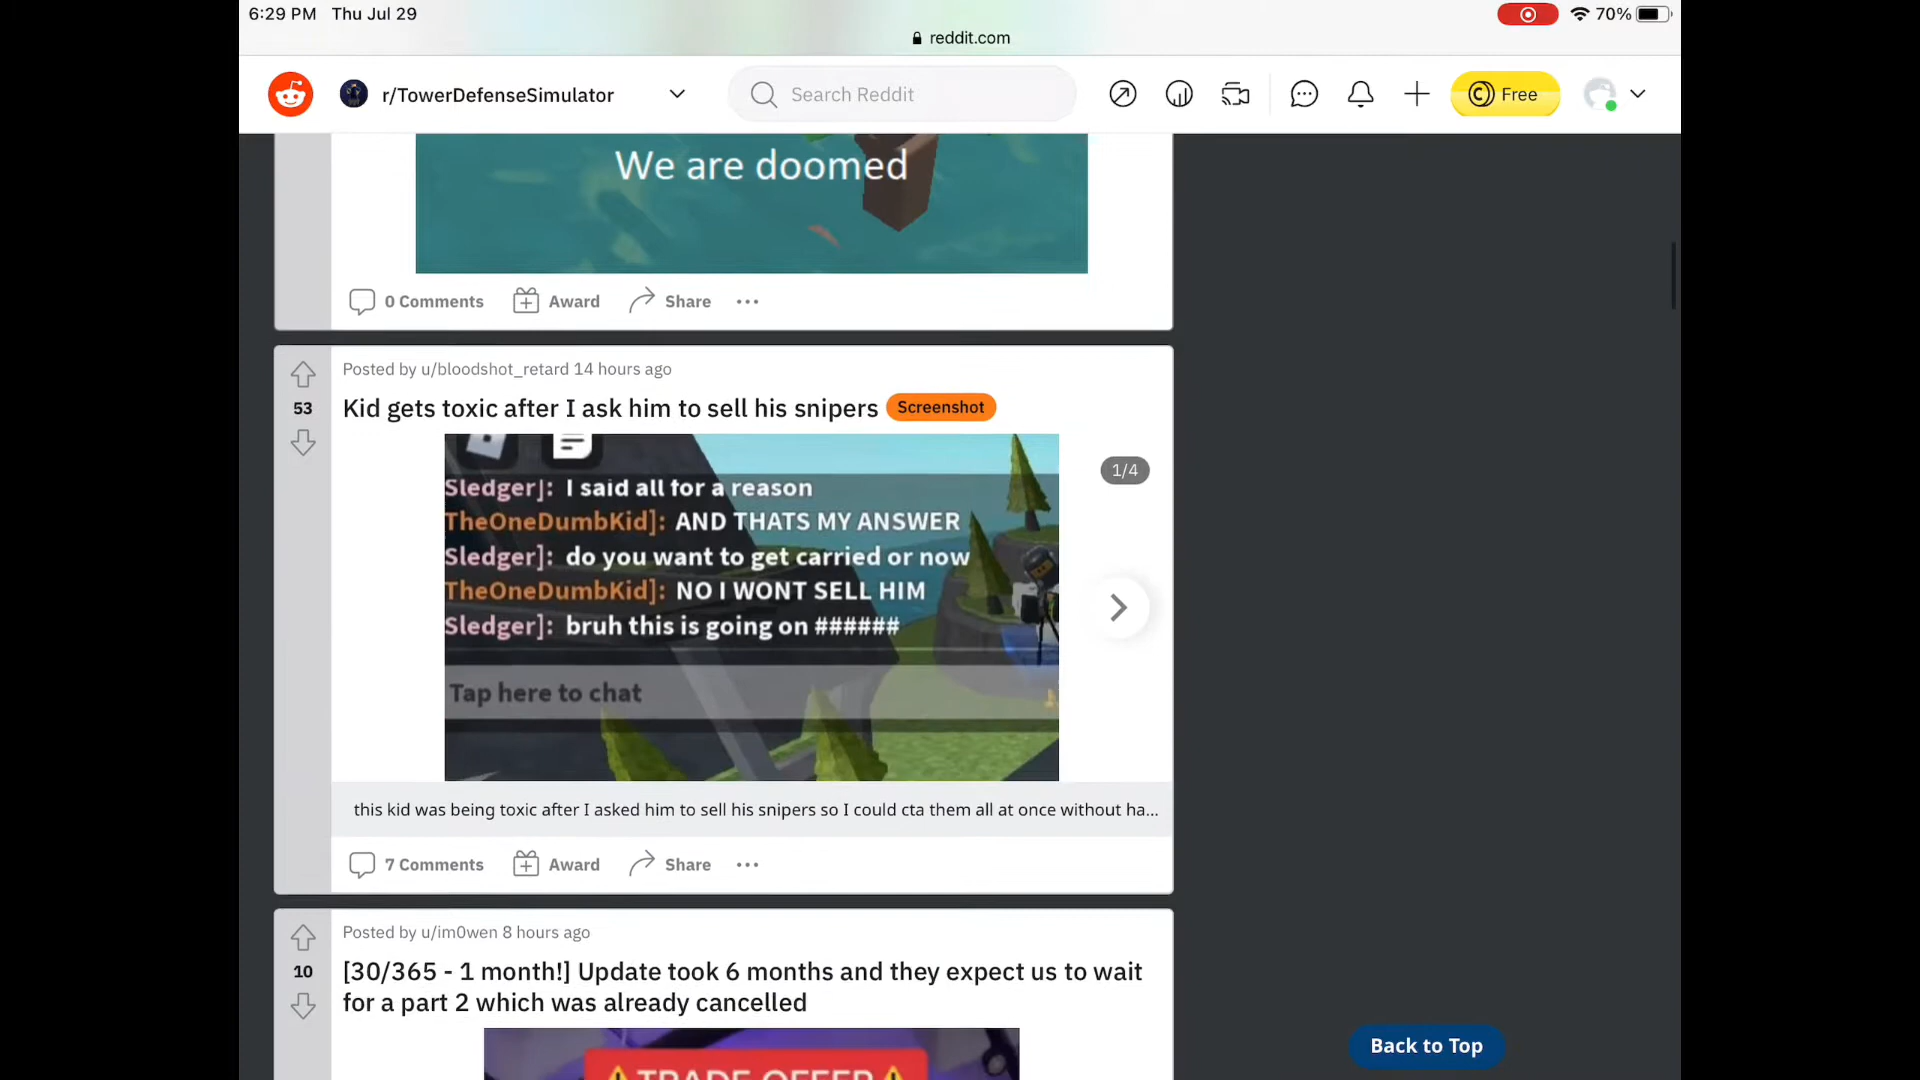 6:29 PM Thu Jul 29
70%
reddit.com
r/TowerDefenseSimulator
Search Reddit
Free
We are doomed
0 Comments Award Share
Posted by u/bloodshot_retard 14 hours ago
53
Kid gets toxic after I ask him to sell his snipers Screenshot
1/4
Sledger]: I said all for a reason
TheOneDumbKid]: AND THATS MY ANSWER
Sledger]: do you want to get carried or now
TheOneDumbKid]: NO I WONT SELL HIM
Sledger]: bruh this is going on ######
Tap here to chat
this kid was being toxic after I asked him to sell his snipers so I could cta them all at once without ha...
7 Comments Award Share
Posted by u/im0wen 8 hours ago
10
[30/365 - 1 month!] Update took 6 months and they expect us to wait
for a part 2 which was already cancelled
TRADE OFFER
Back to Top